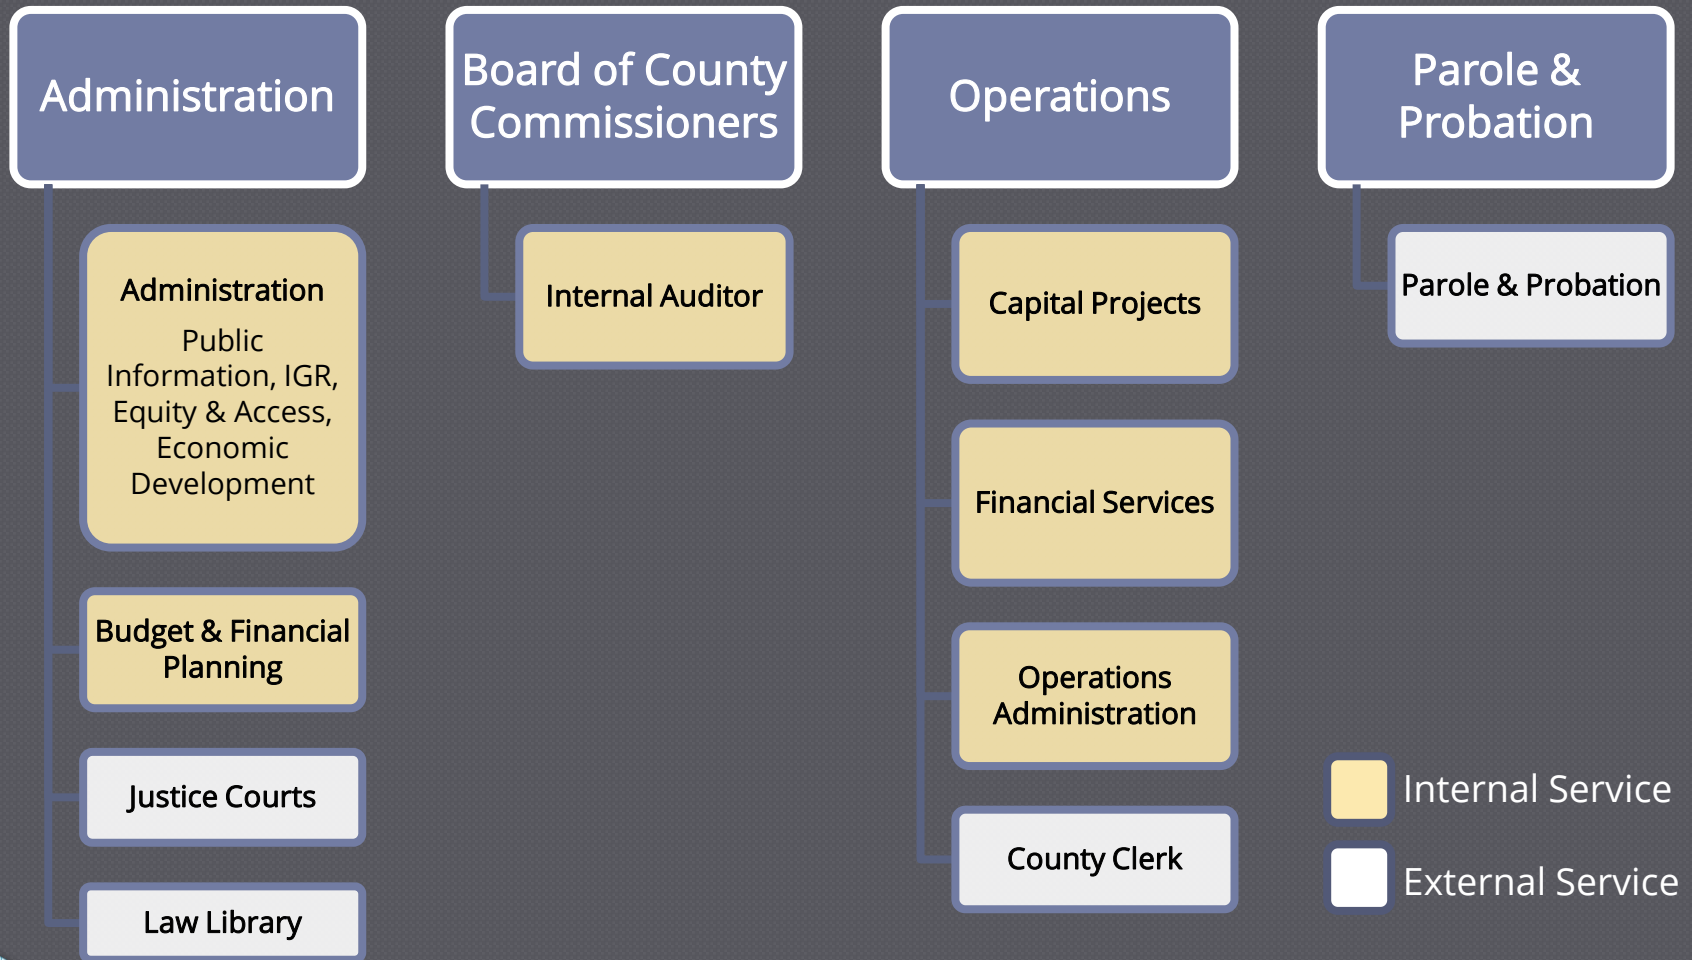 Administration
Board of County
Commissioners
Operations
Parole &
Probation
Administration
Public
Information, IGR,
Equity & Access,
Economic
Development
Budget & Financial
Planning
Justice Courts
Law Library
Internal Auditor
Capital Projects
Financial Services
Operations
Administration
County Clerk
Parole & Probation
Internal Service
External Service